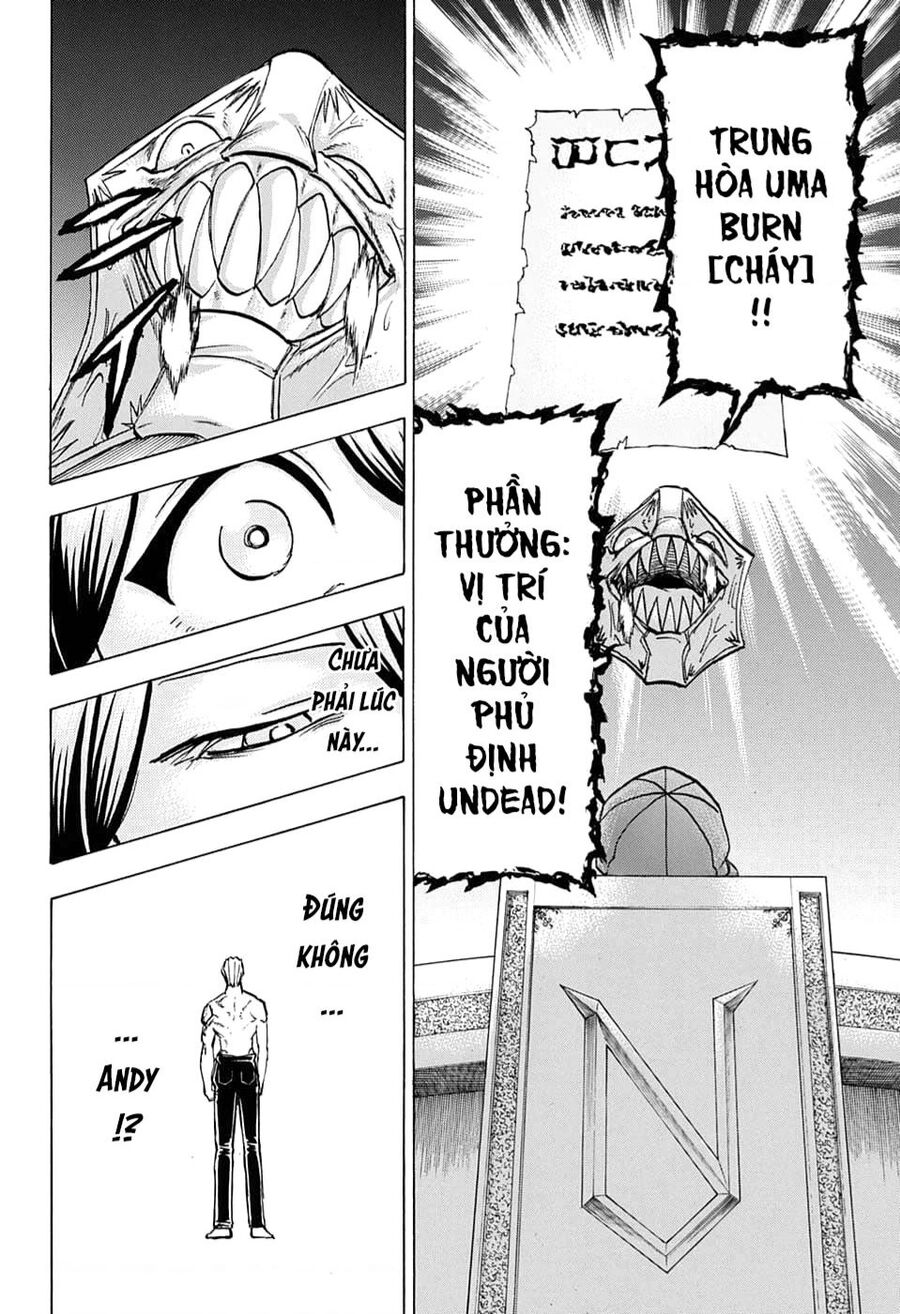 TRUNG
HÒA UMA
BURN
[CHÁY]
!!
PHẦN
THƯỞNG:
VỊ TRÍ
CỦA
NGƯỜI
PHỦ
ĐỊNH
UNDEAD!
CHƯA
PHẢI LÚC
NÀY...
ĐÚNG
KHÔNG
...
...
ANDY
!?